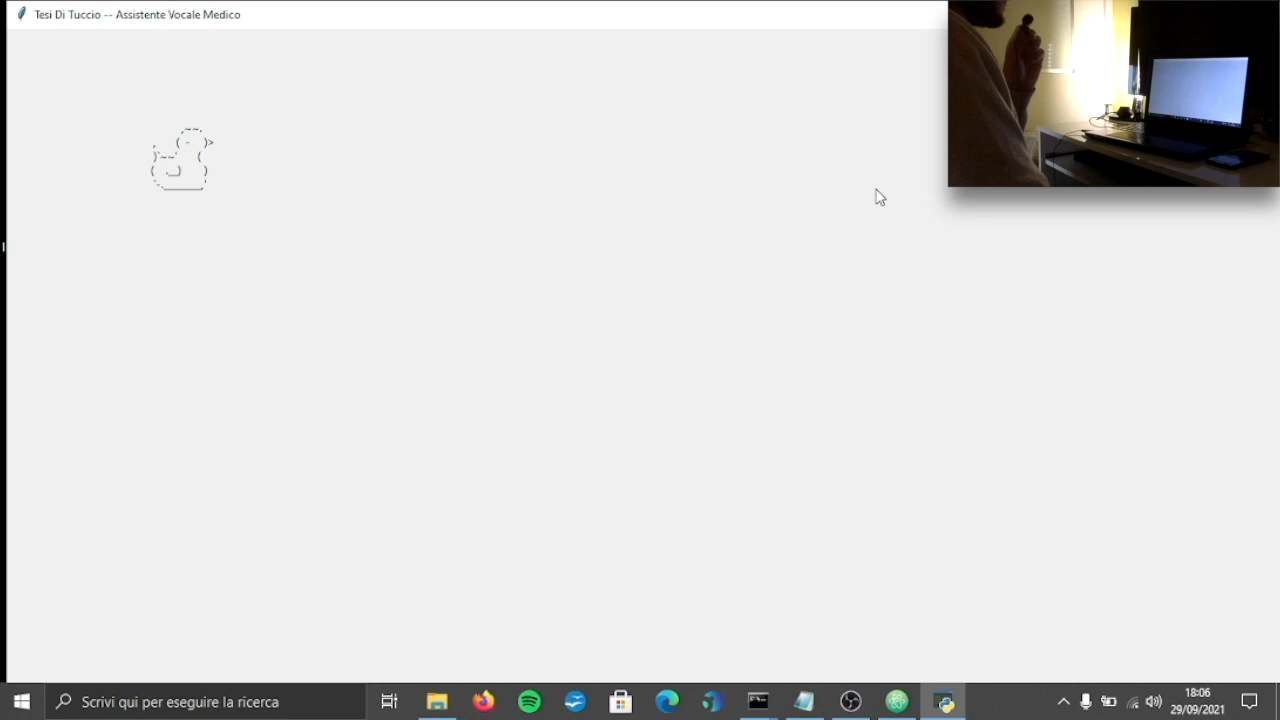 Tesi Di Tuccio -- Assistente Vocale Medico
Scrivi qui per eseguire la ricerca
18:06
29/09/2021